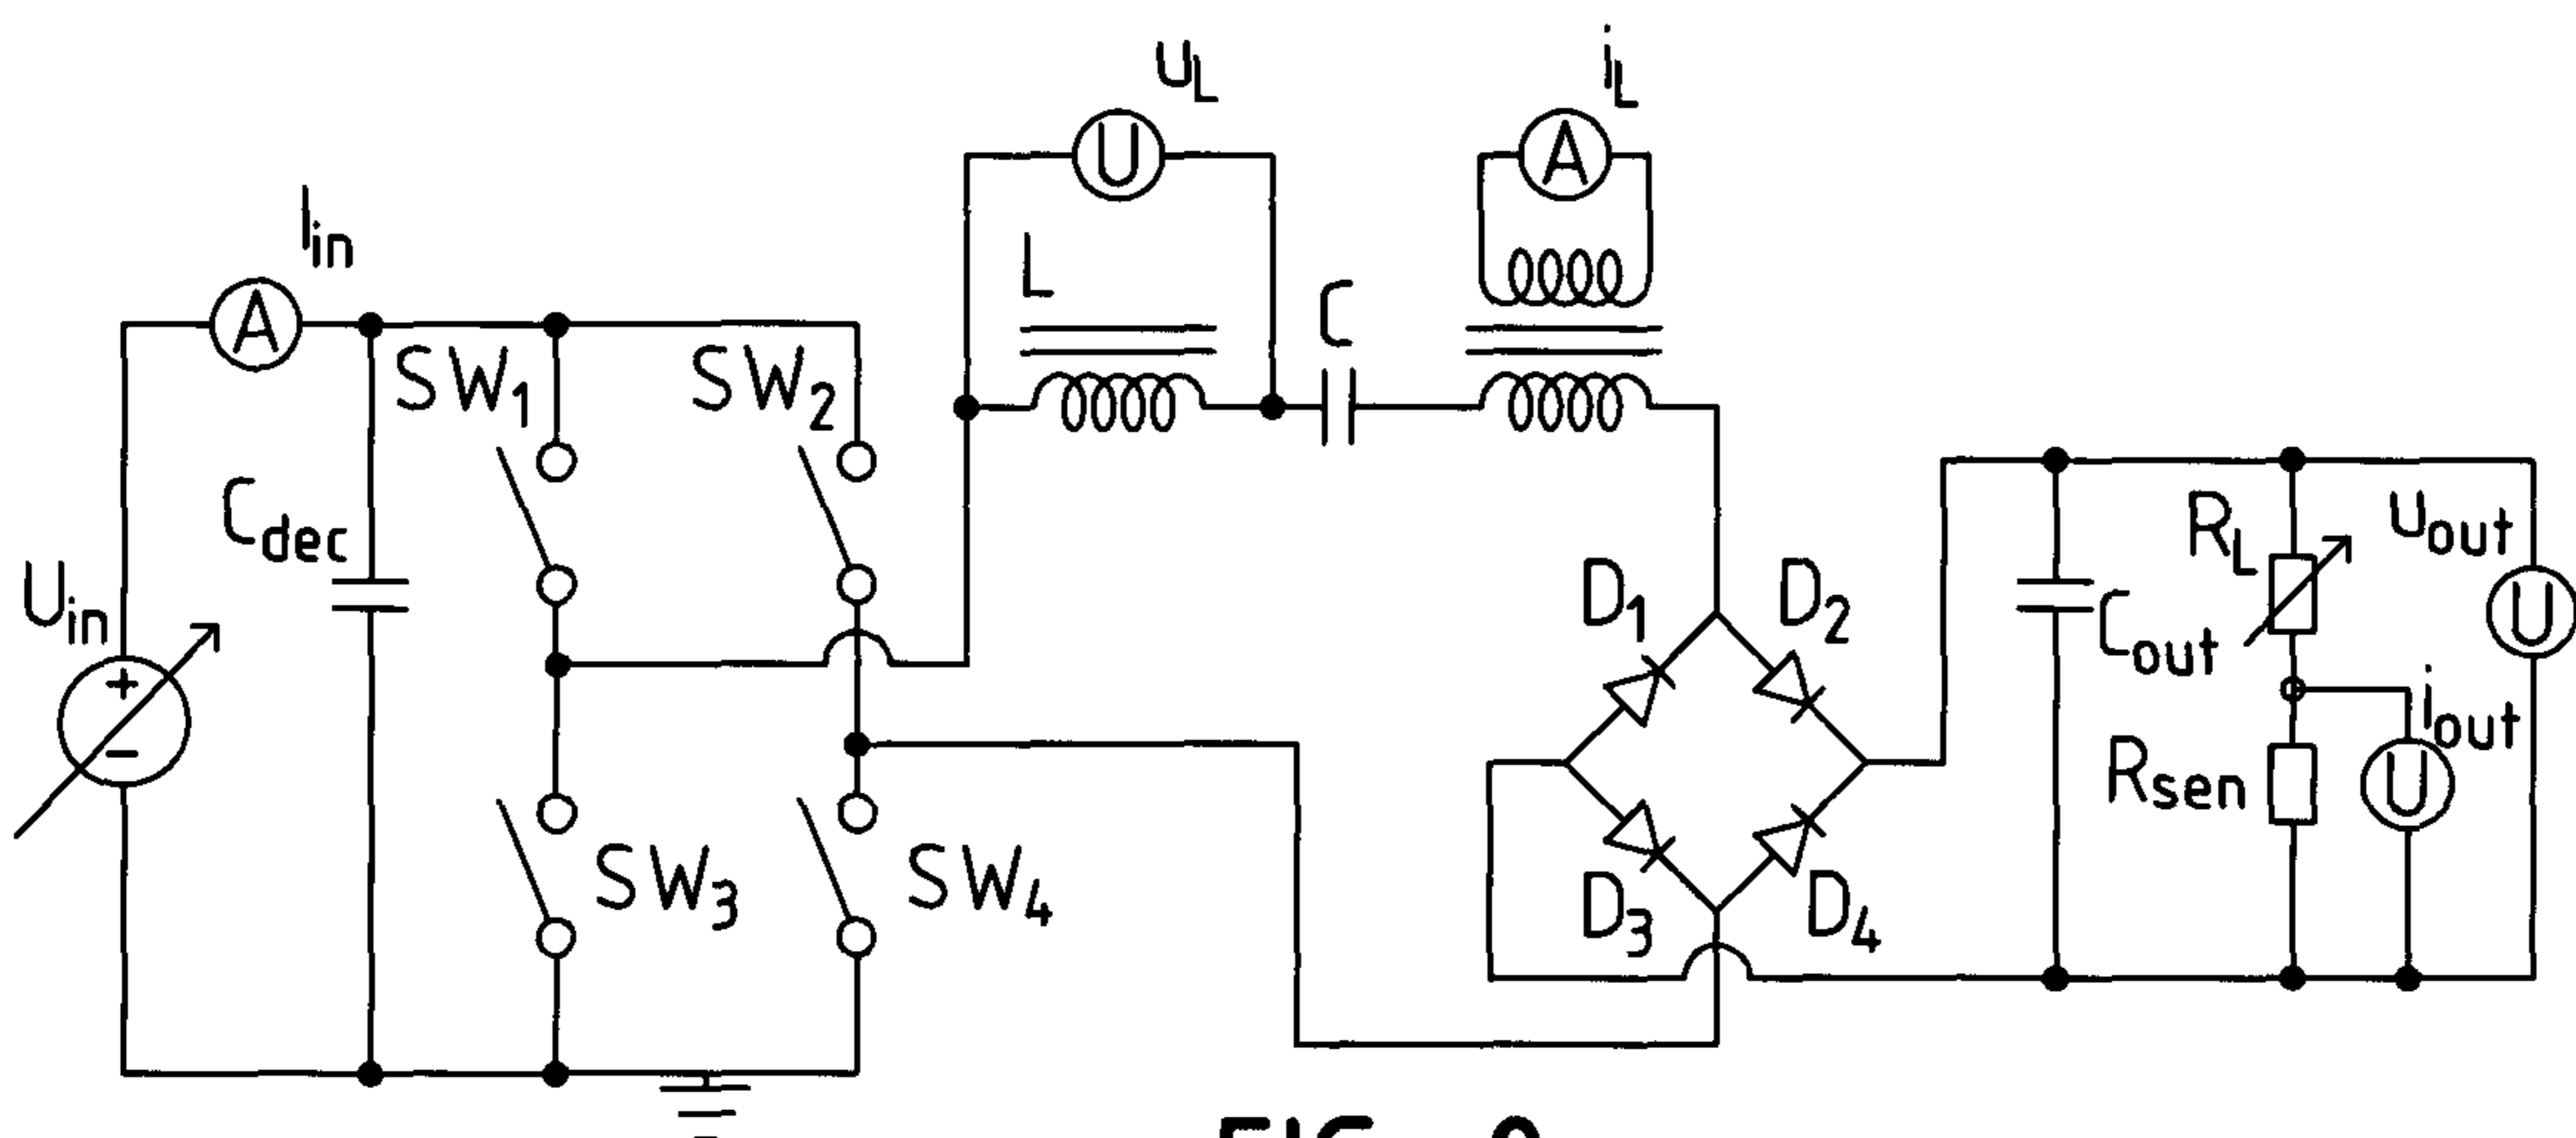 u_L
i_L
U
A
I_in
L
C
A
SW_1
SW_2
C_dec
U_in
+
−
R_L
u_out
D_1
D_2
C_out
U
i_out
R_sen
U
SW_3
SW_4
D_3
D_4